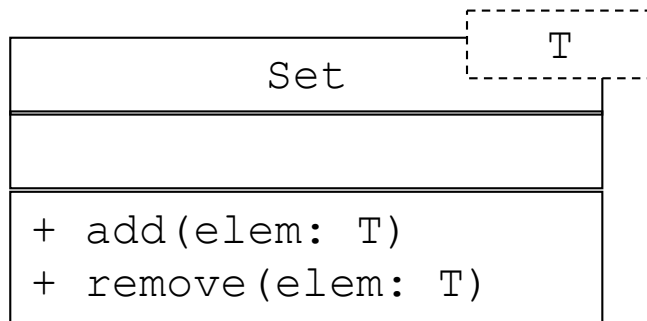 T
Set
+ add(elem: T)
+ remove(elem: T)